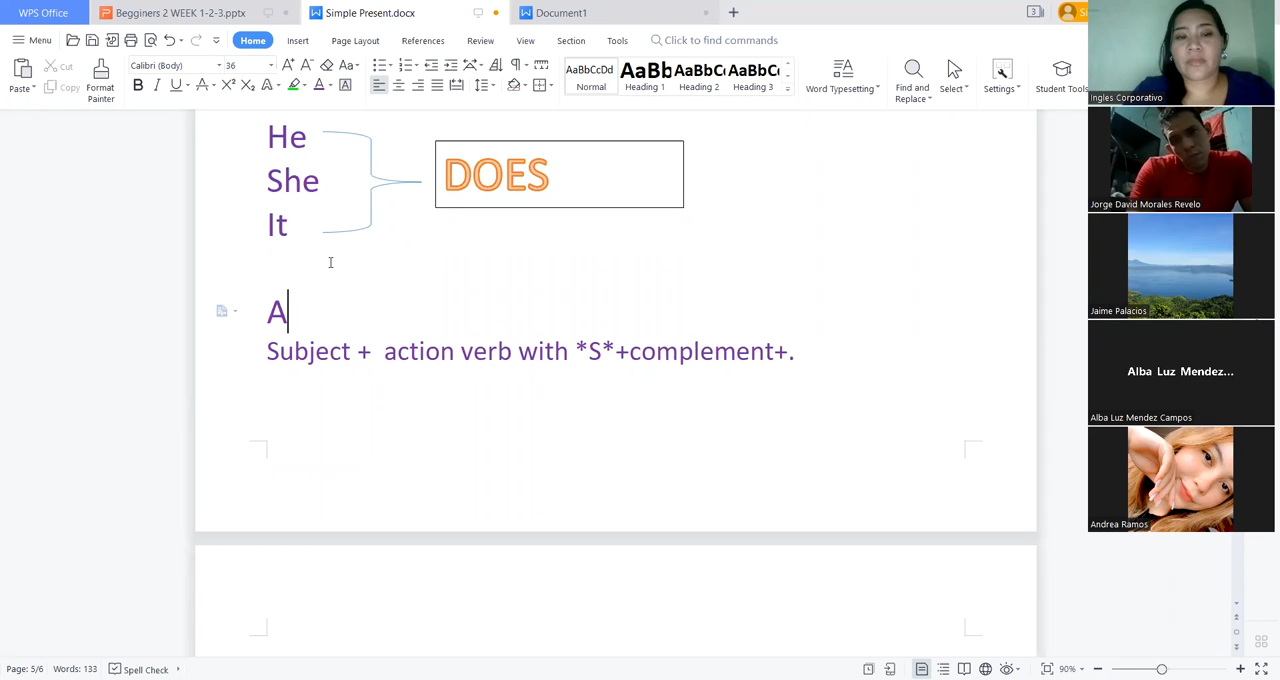 WPS Office
Begginers 2 WEEK 1-2-3.pptx
Simple Present.docx
Document1
3
Menu
Home
Insert
Page Layout
References
Review
View
Section
Tools
Click to find commands
Paste
Cut
Copy
Format
Painter
Calibri (Body)
36
AaBbCcDd
Normal
AaBb
Heading 1
AaBbC
Heading 2
AaBbC
Heading 3
Word Typesetting
Find and
Replace
Select
Settings
Student Tools
He
She
It
DOES
A
Subject + action verb with *S*+complement+.
Ingles Corporativo
Jorge David Morales Revelo
Jaime Palacios
Alba Luz Mendez...
Alba Luz Mendez Campos
Andrea Ramos
Page: 5/6
Words: 133
Spell Check
90%